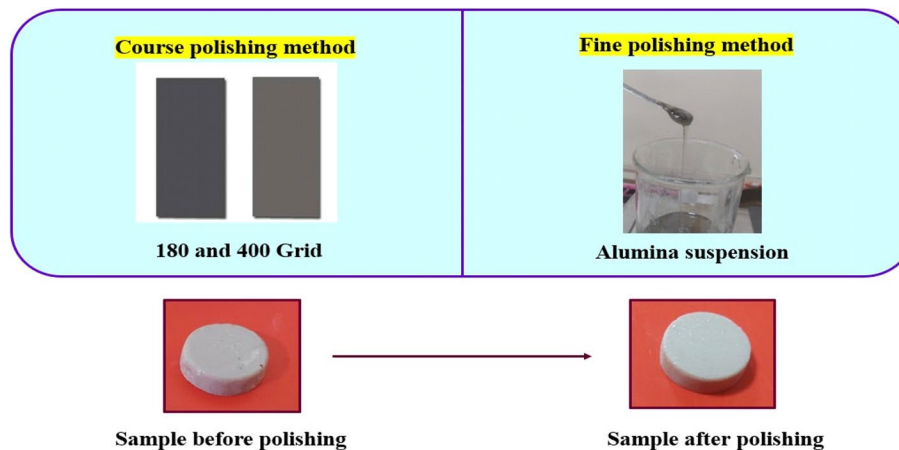 Course polishing method
Fine polishing method
180 and 400 Grid
Alumina suspension
Sample before polishing
Sample after polishing